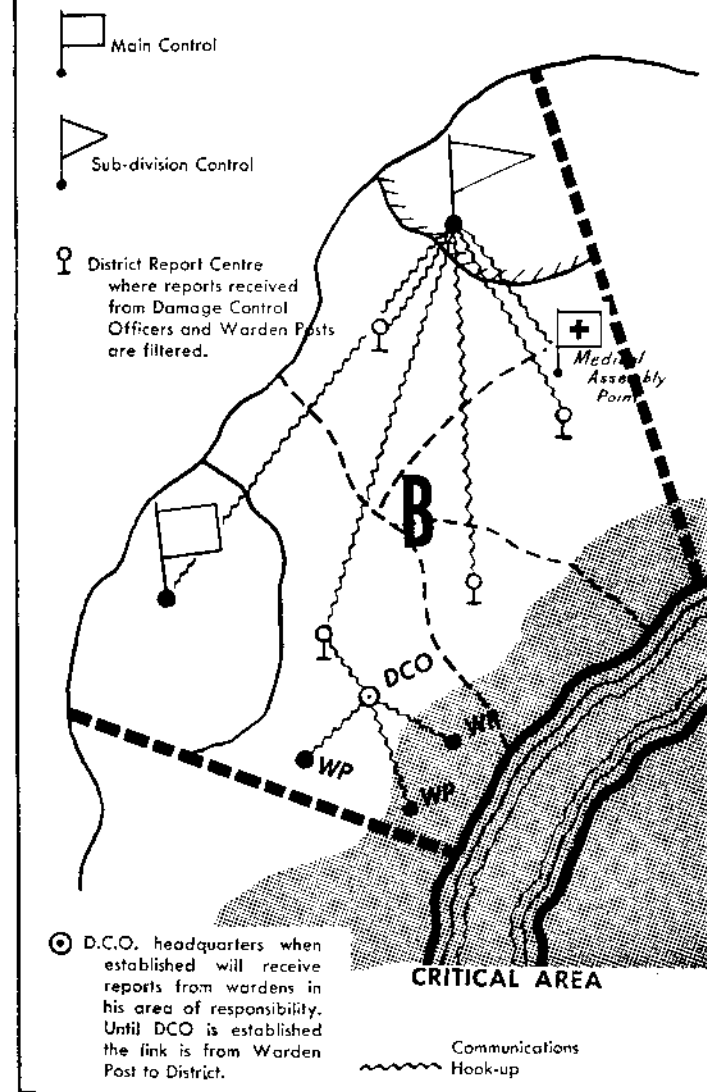 Main Control
Sub-division Control
District Report Centre
where reports received
from Damage Control
Officers and Warden Posts
are filtered.
Medical
Assembly
Point
B
DCO
WP
WP
WP
D.C.O. headquarters when
established will receive
reports from wardens in
his area of responsibility.
Until DCO is established
the link is from Warden
Post to District.
CRITICAL AREA
Communications
Hook-up